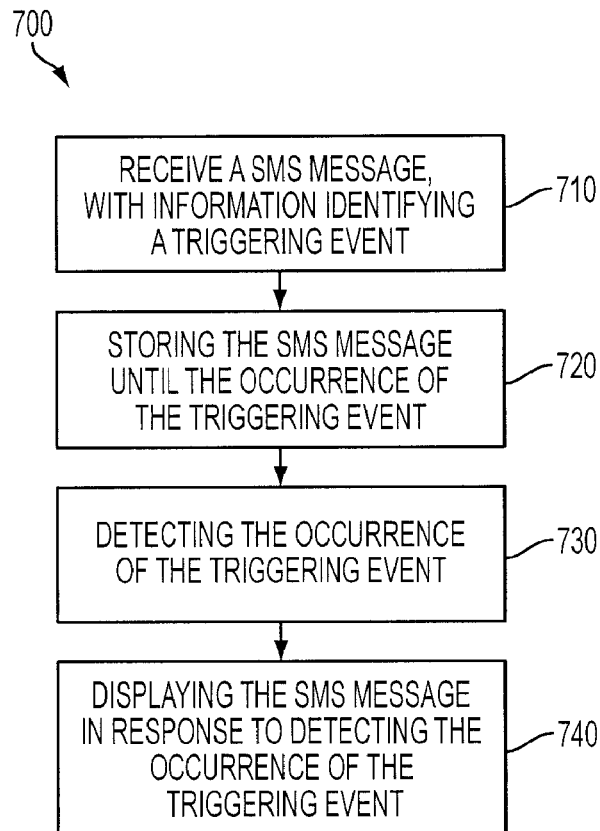 700
RECEIVE A SMS MESSAGE,
WITH INFORMATION IDENTIFYING
A TRIGGERING EVENT
710
STORING THE SMS MESSAGE
UNTIL THE OCCURRENCE OF
THE TRIGGERING EVENT
720
DETECTING THE OCCURRENCE
OF THE TRIGGERING EVENT
730
DISPLAYING THE SMS MESSAGE
IN RESPONSE TO DETECTING THE
OCCURRENCE OF THE
TRIGGERING EVENT
740